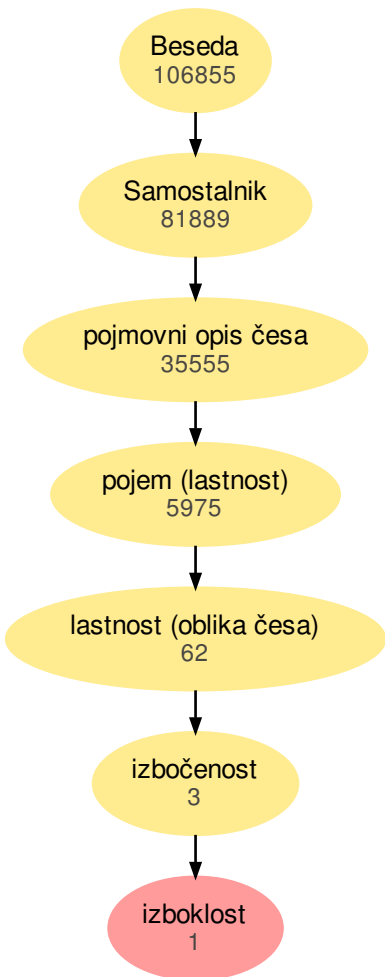 Beseda
106855
Samostalnik
81889
pojmovni opis česa
35555
pojem (lastnost)
5975
lastnost (oblika česa)
62
izbočenost
3
izboklost
1